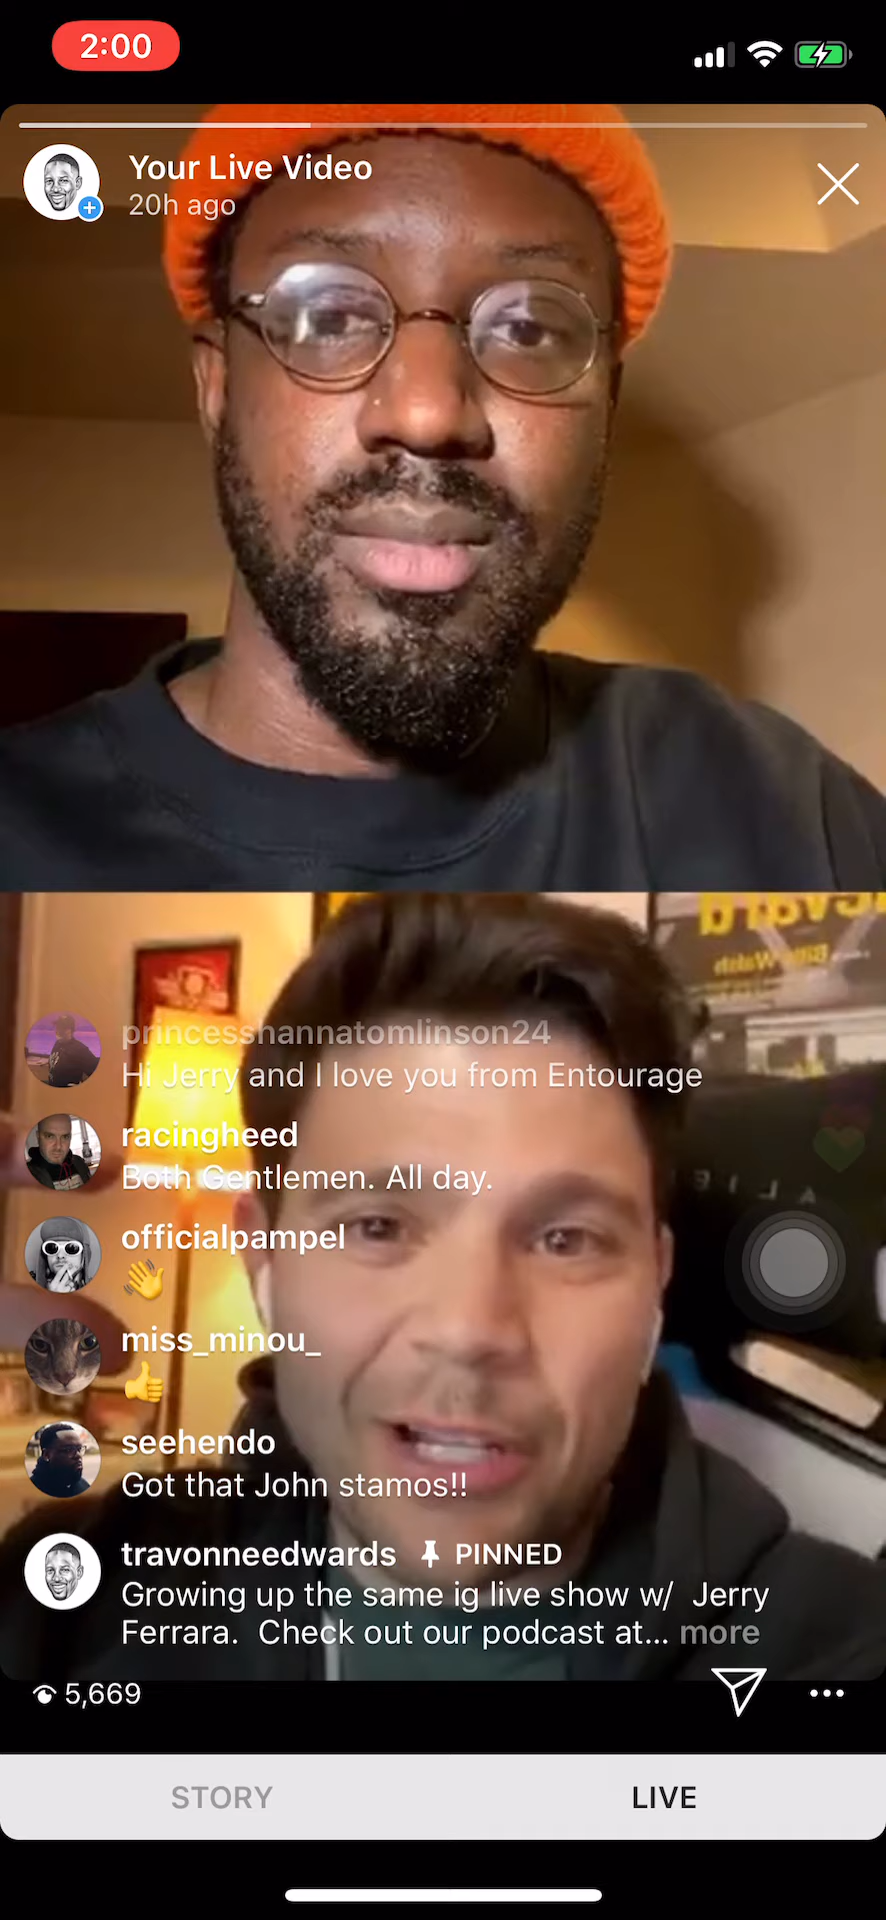 2:00
Your Live Video
20h ago
princesshannatomlinson24
Hi Jerry and I love you from Entourage
racingheed
Both Gentlemen. All day.
officialpampel
👋
miss_minou_
👍
seehendo
Got that John stamos!!
travonneedwards PINNED
Growing up the same ig live show w/ Jerry
Ferrara. Check out our podcast at... more
5,669
STORY LIVE